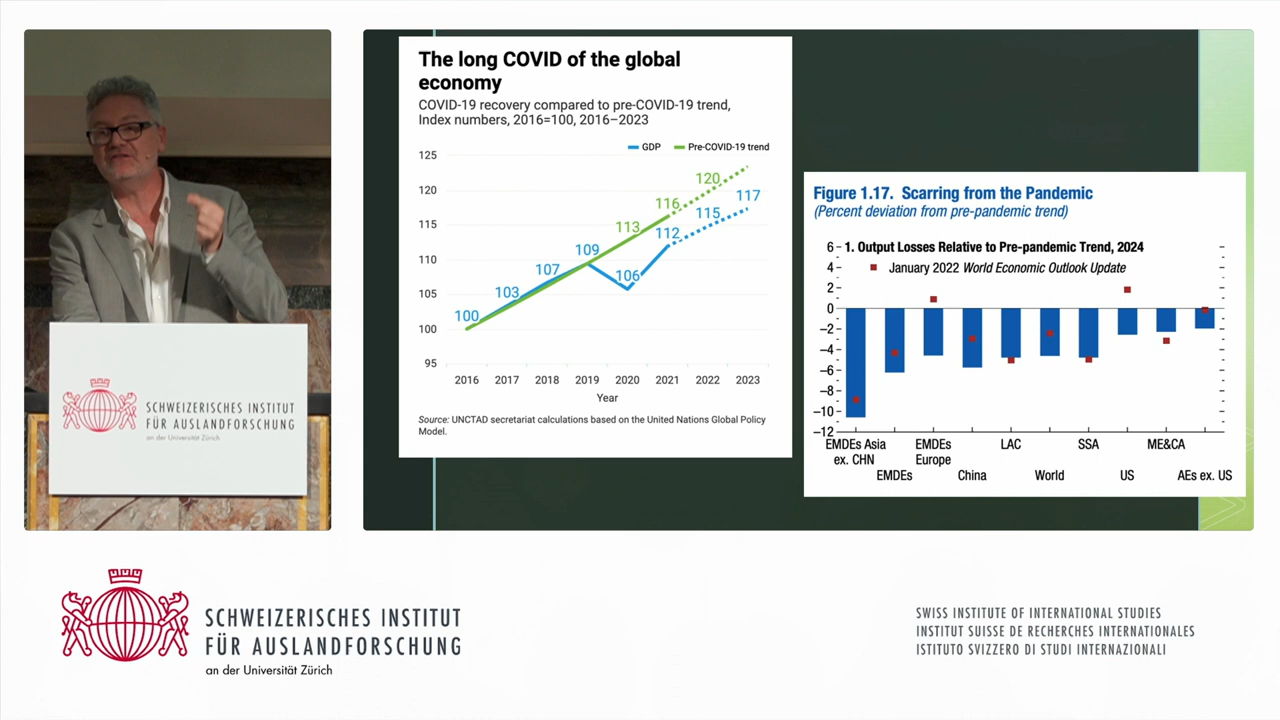 The long COVID of the global
economy
COVID-19 recovery compared to pre-COVID-19 trend,
Index numbers, 2016=100, 2016–2023
GDP
Pre-COVID-19 trend
125
120
115
110
105
100
95
100
103
107
109
106
112
115
117
113
116
120
2016 2017 2018 2019 2020 2021 2022 2023
Year
Source: UNCTAD secretariat calculations based on the United Nations Global Policy
Model.
Figure 1.17. Scarring from the Pandemic
(Percent deviation from pre-pandemic trend)
1. Output Losses Relative to Pre-pandemic Trend, 2024
January 2022 World Economic Outlook Update
6
4
2
0
−2
−4
−6
−8
−10
−12
EMDEs Asia
ex. CHN
EMDEs
EMDEs
Europe
China
LAC
World
SSA
US
ME&CA
AEs ex. US
SCHWEIZERISCHES INSTITUT
FÜR AUSLANDFORSCHUNG
an der Universität Zürich
SCHWEIZERISCHES INSTITUT
FÜR AUSLANDFORSCHUNG
an der Universität Zürich
SWISS INSTITUTE OF INTERNATIONAL STUDIES
INSTITUT SUISSE DE RECHERCHES INTERNATIONALES
ISTITUTO SVIZZERO DI STUDI INTERNAZIONALI